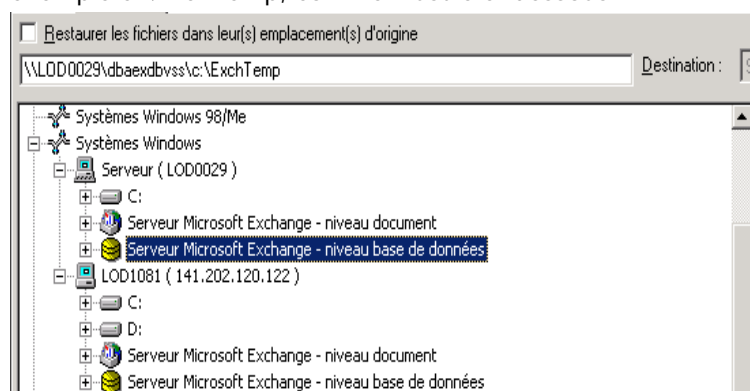 Restaurer les fichiers dans leur(s) emplacement(s) d'origine
\\LOD0029\dbaexdbvss\c:\ExchTemp Destination :
Systèmes Windows 98/Me
Systèmes Windows
Serveur ( LOD0029 )
C:
Serveur Microsoft Exchange - niveau document
Serveur Microsoft Exchange - niveau base de données
LOD1081 ( 141.202.120.122 )
C:
D:
Serveur Microsoft Exchange - niveau document
Serveur Microsoft Exchange - niveau base de données